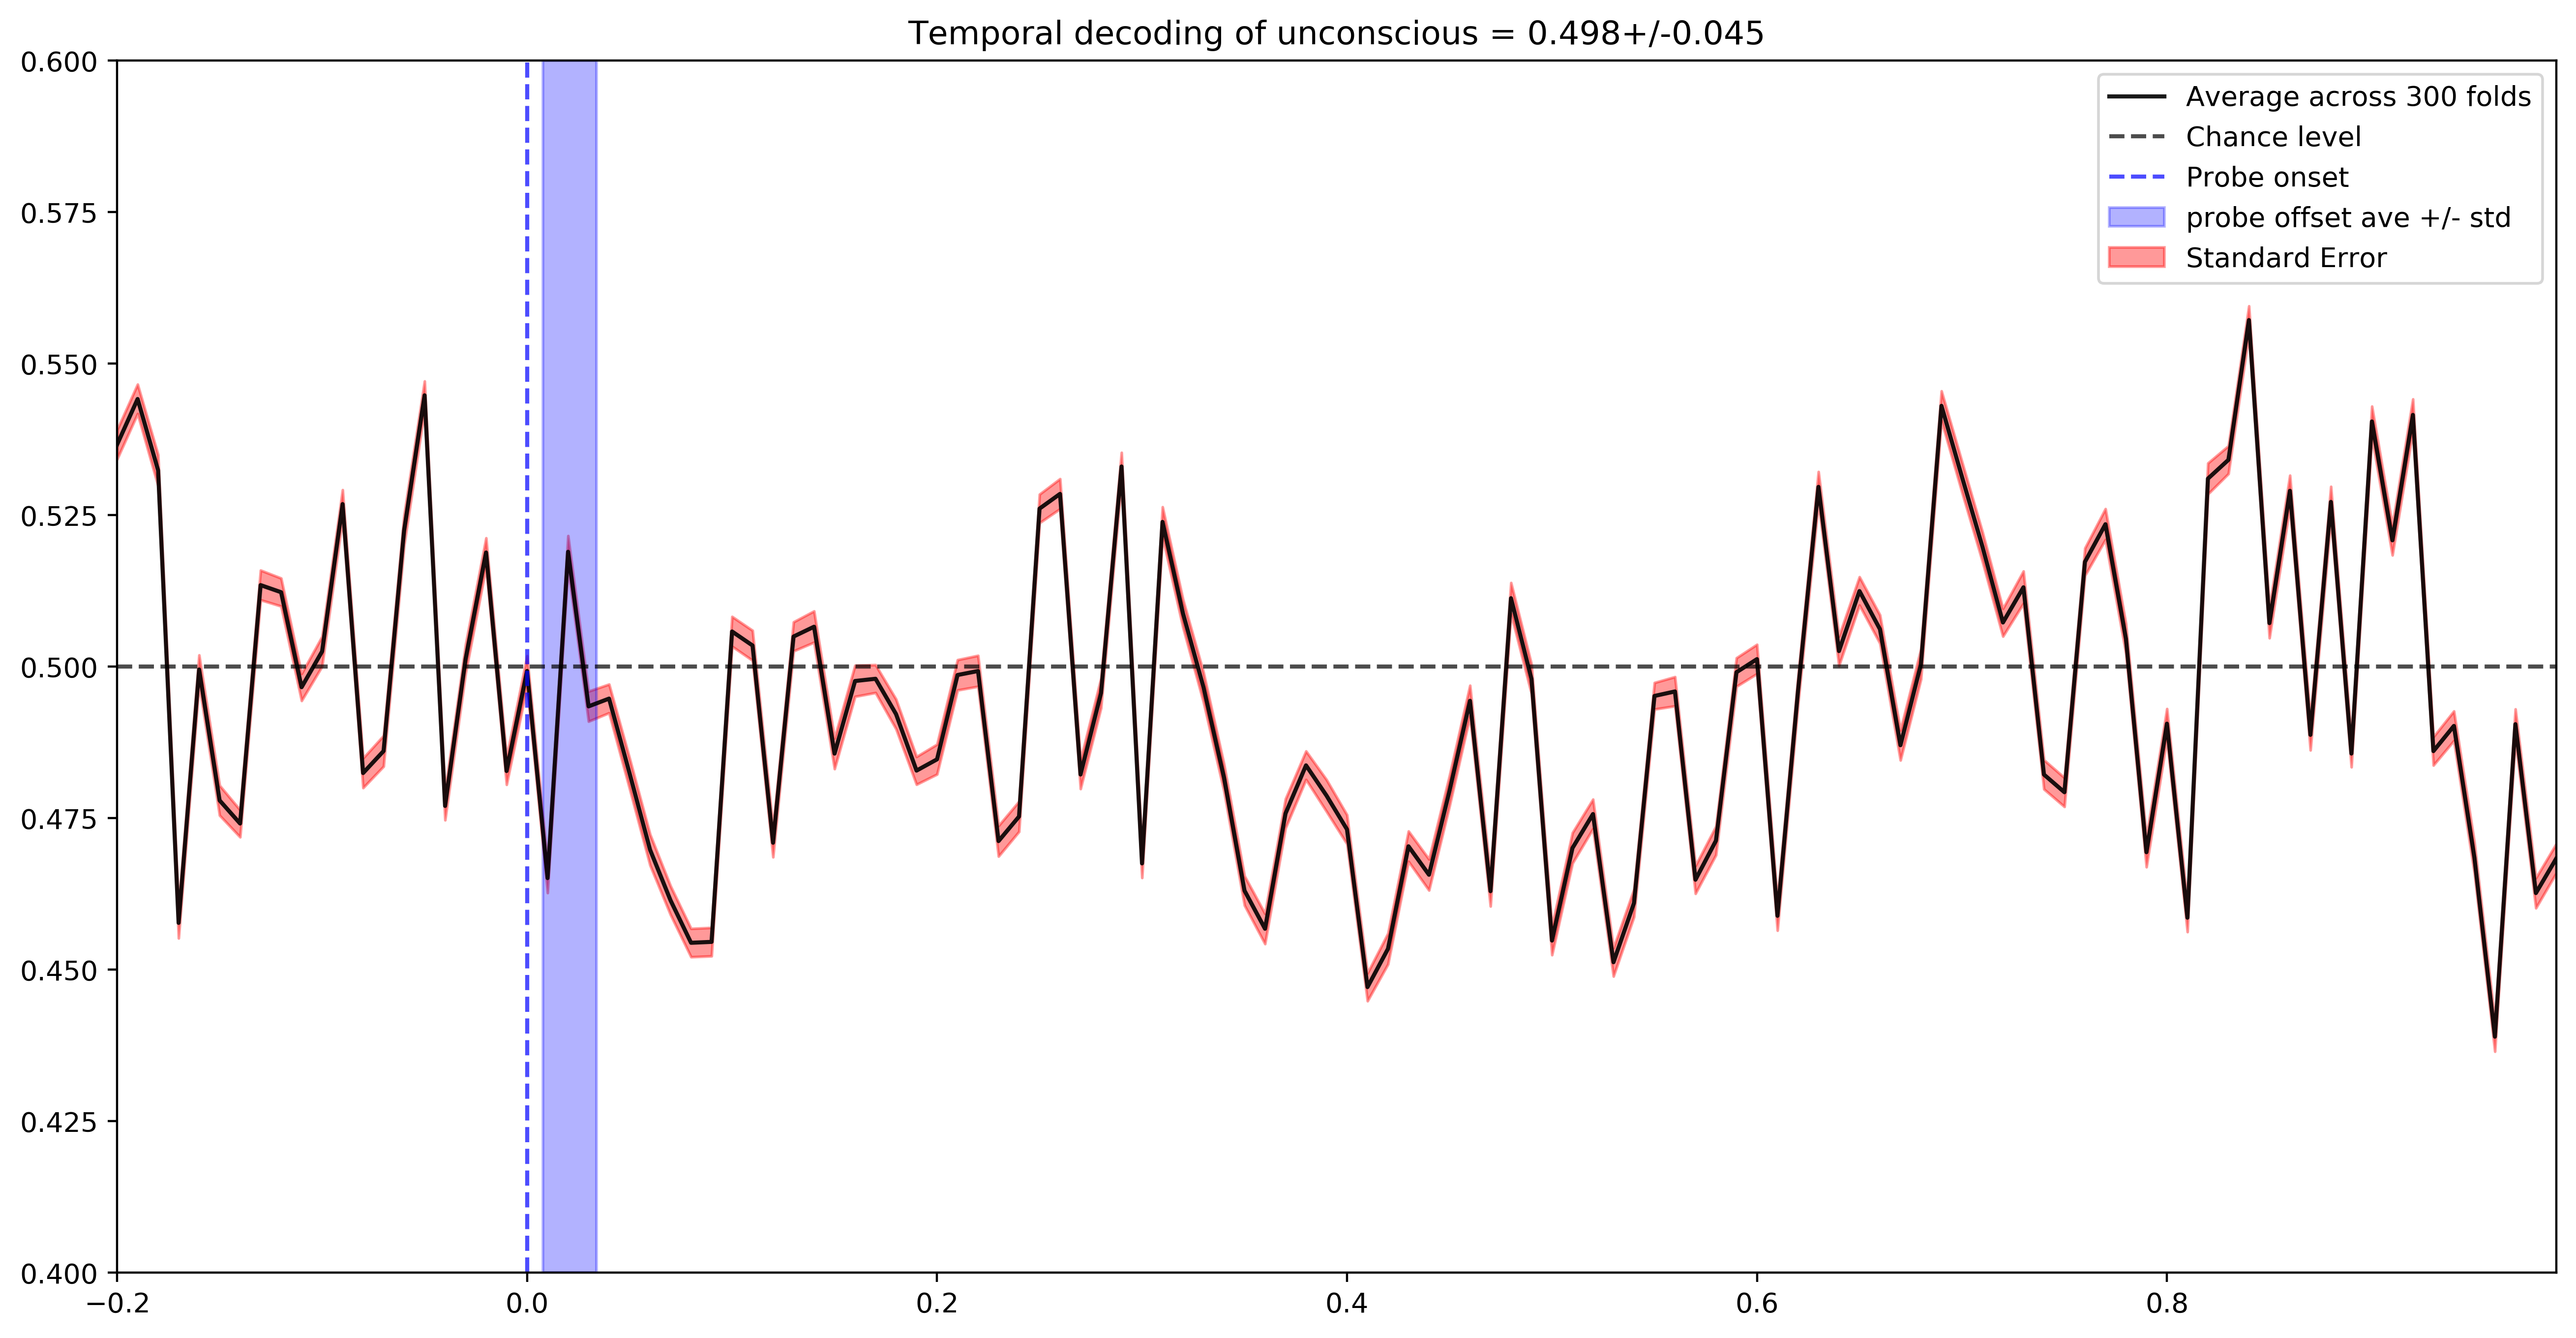 Temporal decoding of unconscious = 0.498+/-0.045
0.600
0.575
0.550
0.525
0.500
0.475
0.450
0.425
0.400
Average across 300 folds
Chance level
Probe onset
probe offset ave +/- std
Standard Error
−0.2
0.0
0.2
0.4
0.6
0.8